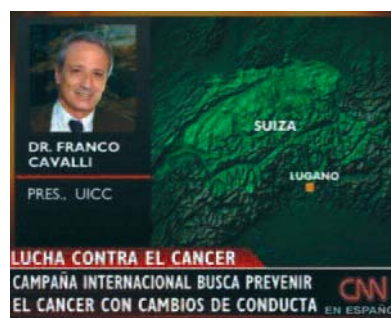 DR. FRANCO
CAVALLI
PRES., UICC
SUIZA
LUGANO
LUCHA CONTRA EL CANCER
CAMPAÑA INTERNACIONAL BUSCA PREVENIR
EL CANCER CON CAMBIOS DE CONDUCTA
CNN
EN ESPAÑOL